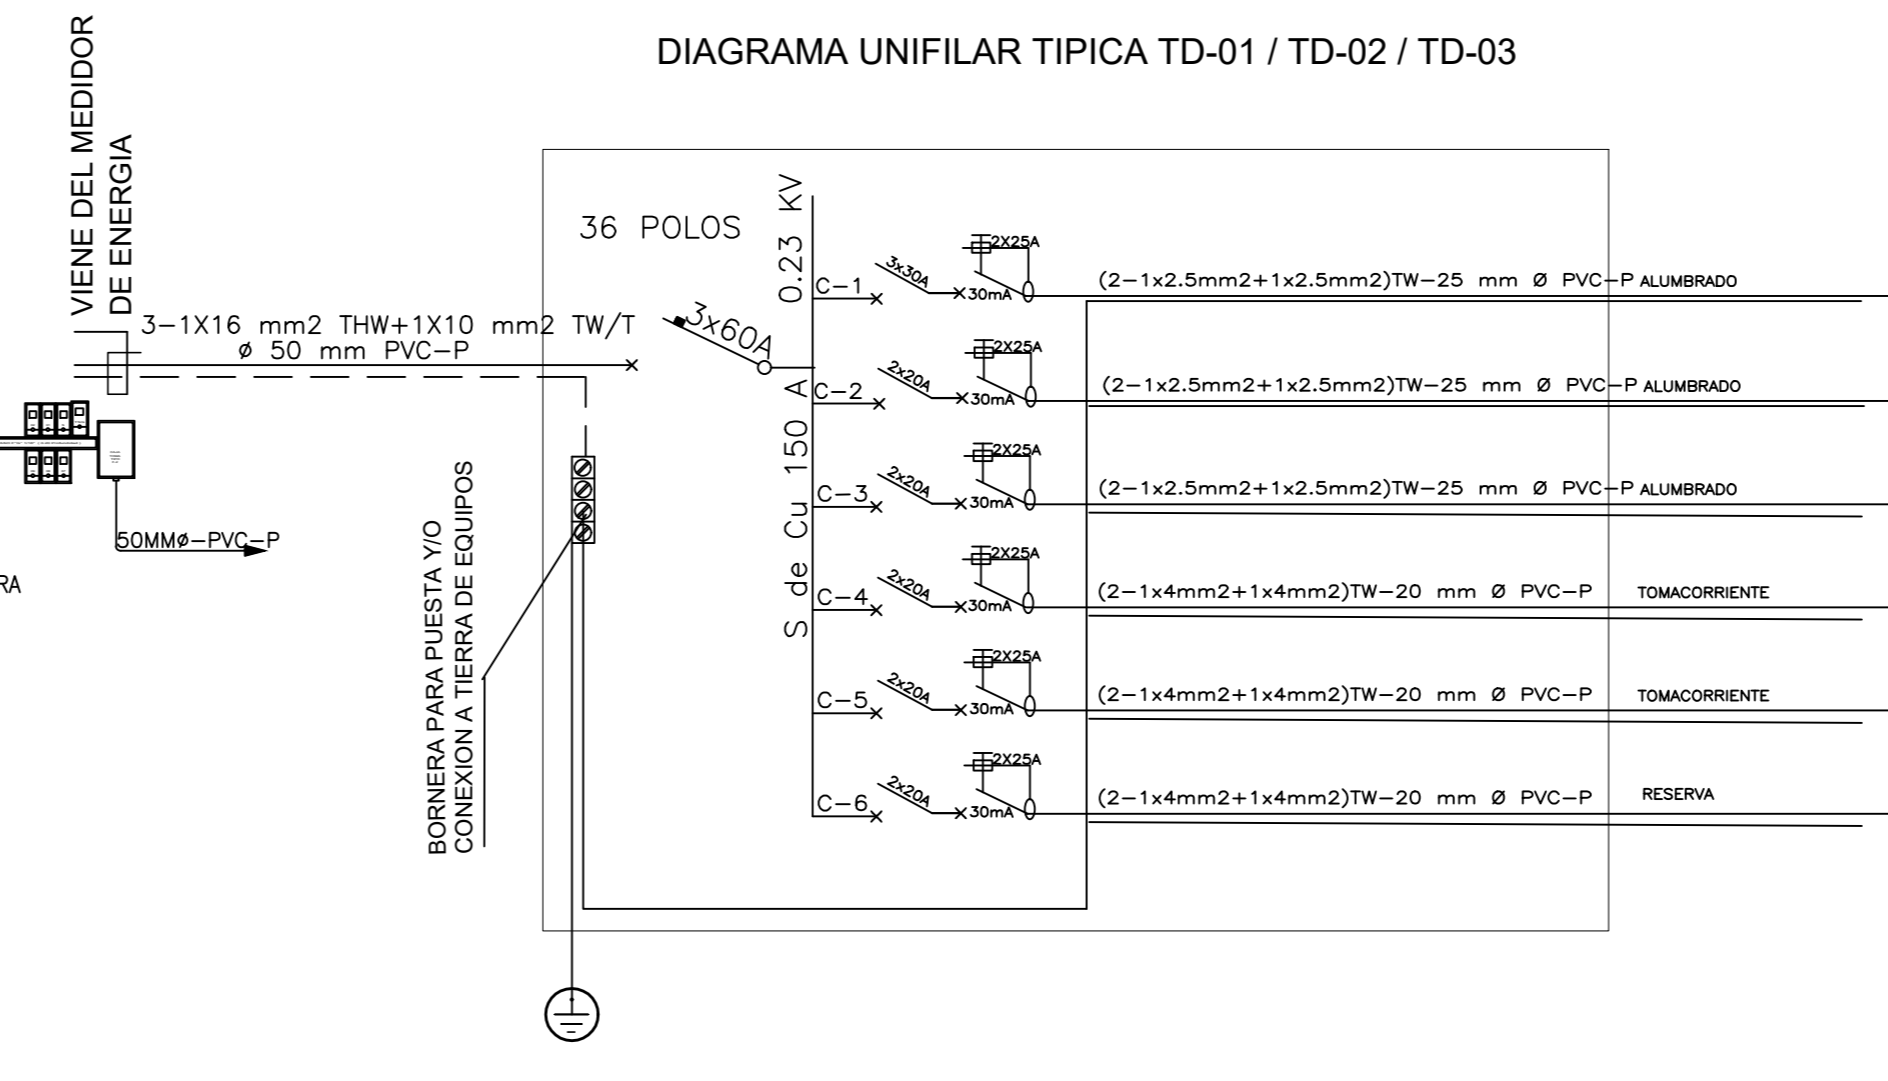 DIAGRAMA UNIFILAR TIPICA TD-01 / TD-02 / TD-03
VIENE DEL MEDIDOR
DE ENERGIA
3-1X16 mm2 THW+1X10 mm2 TW/T
ø 50 mm PVC-P
50MMø-PVC-P
RA
BORNERA PARA PUESTA Y/O
CONEXION A TIERRA DE EQUIPOS
36 POLOS
3x60A
S de Cu 150 A 0.23 KV
C-1 3x30A 2X25A 30mA (2-1x2.5mm2+1x2.5mm2)TW-25 mm Ø PVC-P ALUMBRADO
C-2 2x20A 2X25A 30mA (2-1x2.5mm2+1x2.5mm2)TW-25 mm Ø PVC-P ALUMBRADO
C-3 2x20A 2X25A 30mA (2-1x2.5mm2+1x2.5mm2)TW-25 mm Ø PVC-P ALUMBRADO
C-4 2x20A 2X25A 30mA (2-1x4mm2+1x4mm2)TW-20 mm Ø PVC-P TOMACORRIENTE
C-5 2x20A 2X25A 30mA (2-1x4mm2+1x4mm2)TW-20 mm Ø PVC-P TOMACORRIENTE
C-6 2x20A 2X25A 30mA (2-1x4mm2+1x4mm2)TW-20 mm Ø PVC-P RESERVA